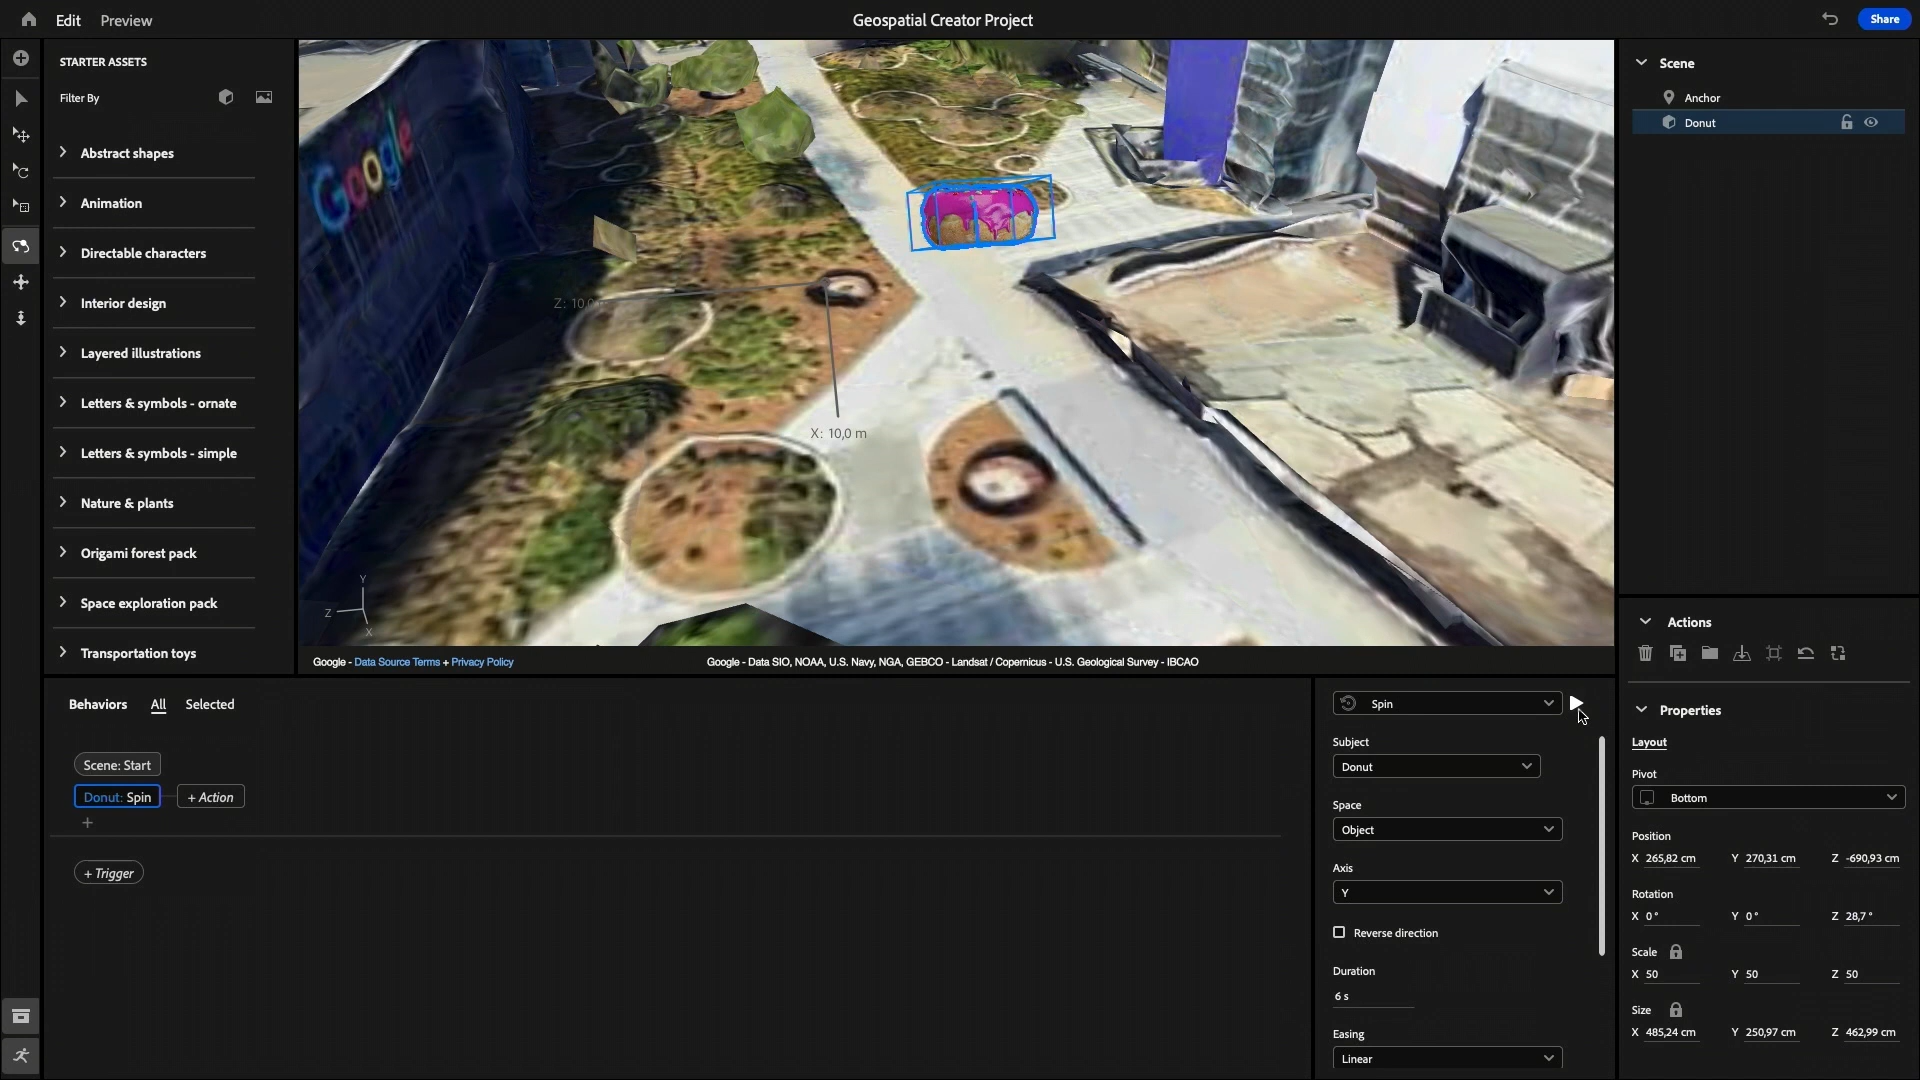 Edit
Preview
Geospatial Creator Project
Share
STARTER ASSETS
Filter By
Abstract shapes
Animation
Directable characters
Interior design
Layered illustrations
Letters & symbols - ornate
Letters & symbols - simple
Nature & plants
Origami forest pack
Space exploration pack
Transportation toys
Google
Z: 10,0
X: 10,0 m
Y
Z
X
Google - Data Source Terms + Privacy Policy
Google - Data SIO, NOAA, U.S. Navy, NGA, GEBCO - Landsat / Copernicus - U.S. Geological Survey - IBCAO
Scene
Anchor
Donut
Behaviors
All
Selected
Scene: Start
Donut: Spin
+ Action
+
+ Trigger
Spin
Subject
Donut
Space
Object
Axis
Y
Reverse direction
Duration
6 s
Easing
Linear
Actions
Properties
Layout
Pivot
Bottom
Position
X 265,82 cm Y 270,31 cm Z -690,93 cm
Rotation
X 0° Y 0° Z 28,7°
Scale
X 50 Y 50 Z 50
Size
X 485,24 cm Y 250,97 cm Z 462,99 cm